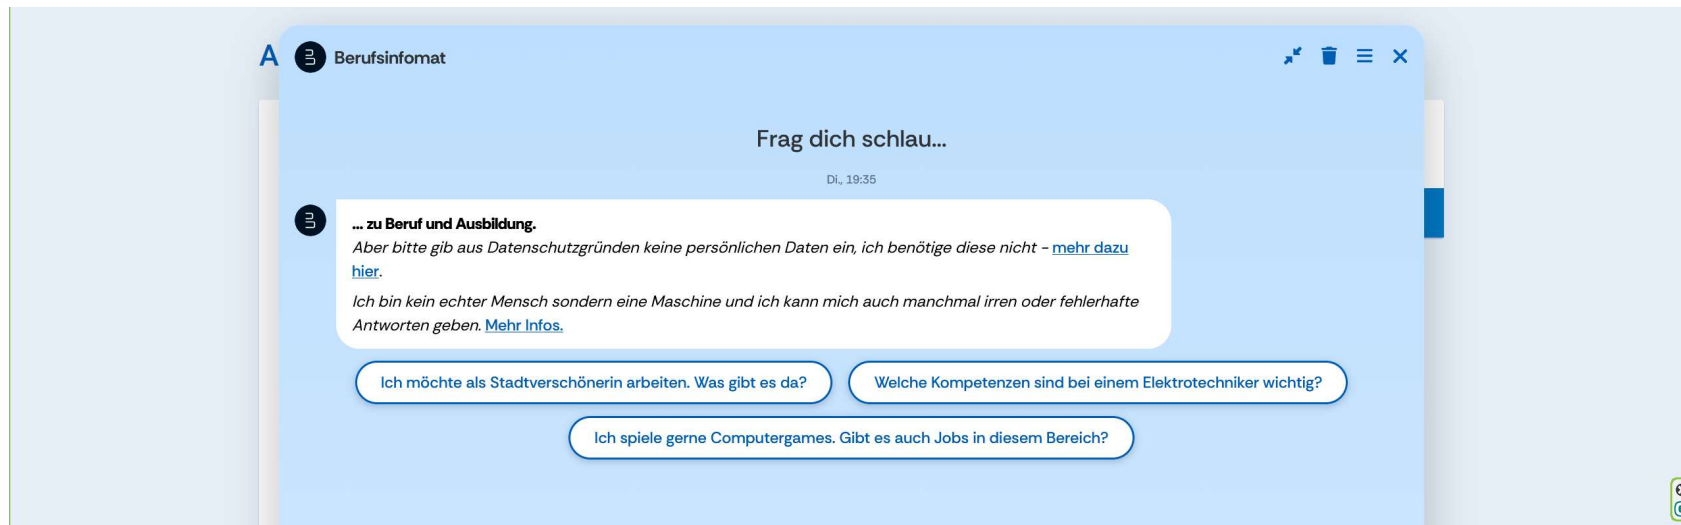 A
Berufsinfomat
Frag dich schlau...
Di., 19:35
... zu Beruf und Ausbildung.
Aber bitte gib aus Datenschutzgründen keine persönlichen Daten ein, ich benötige diese nicht - mehr dazu
hier.
Ich bin kein echter Mensch sondern eine Maschine und ich kann mich auch manchmal irren oder fehlerhafte
Antworten geben. Mehr Infos.
Ich möchte als Stadtverschönerin arbeiten. Was gibt es da?
Welche Kompetenzen sind bei einem Elektrotechniker wichtig?
Ich spiele gerne Computergames. Gibt es auch Jobs in diesem Bereich?